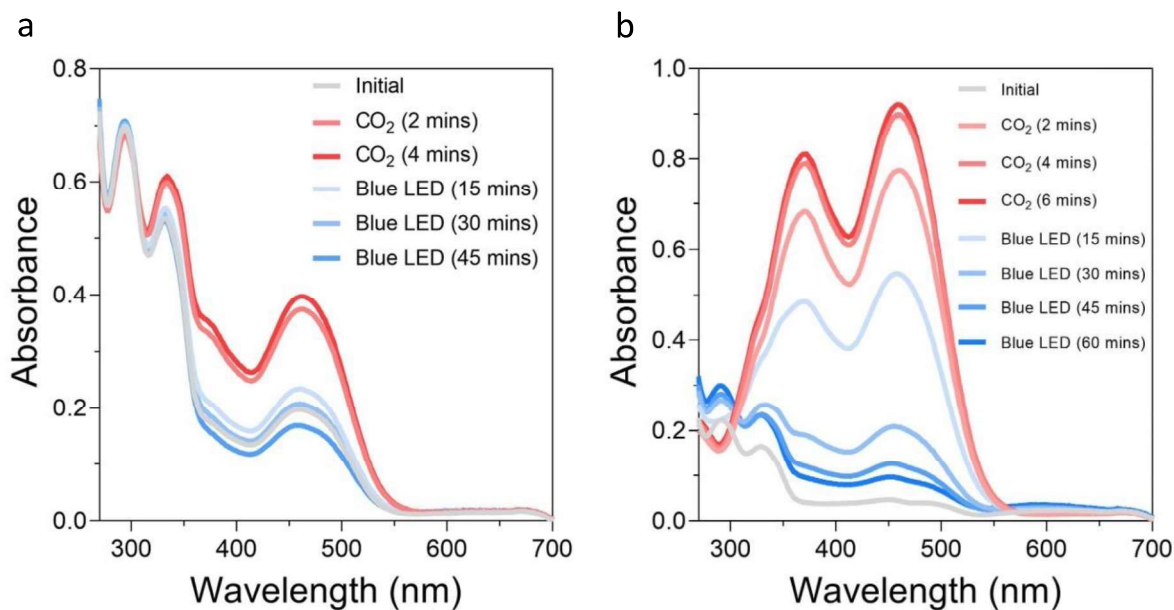 a
0.8
0.6
0.4
0.2
0.0
Absorbance
300 400 500 600 700
Wavelength (nm)
Initial
CO₂ (2 mins)
CO₂ (4 mins)
Blue LED (15 mins)
Blue LED (30 mins)
Blue LED (45 mins)
b
1.0
0.8
0.6
0.4
0.2
0.0
Absorbance
300 400 500 600 700
Wavelength (nm)
Initial
CO₂ (2 mins)
CO₂ (4 mins)
CO₂ (6 mins)
Blue LED (15 mins)
Blue LED (30 mins)
Blue LED (45 mins)
Blue LED (60 mins)